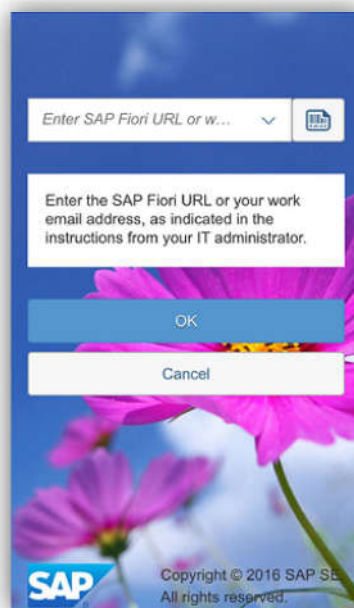 Enter SAP Fiori URL or w...
Enter the SAP Fiori URL or your work
email address, as indicated in the
instructions from your IT administrator.
OK
Cancel
SAP
Copyright © 2016 SAP SE.
All rights reserved.